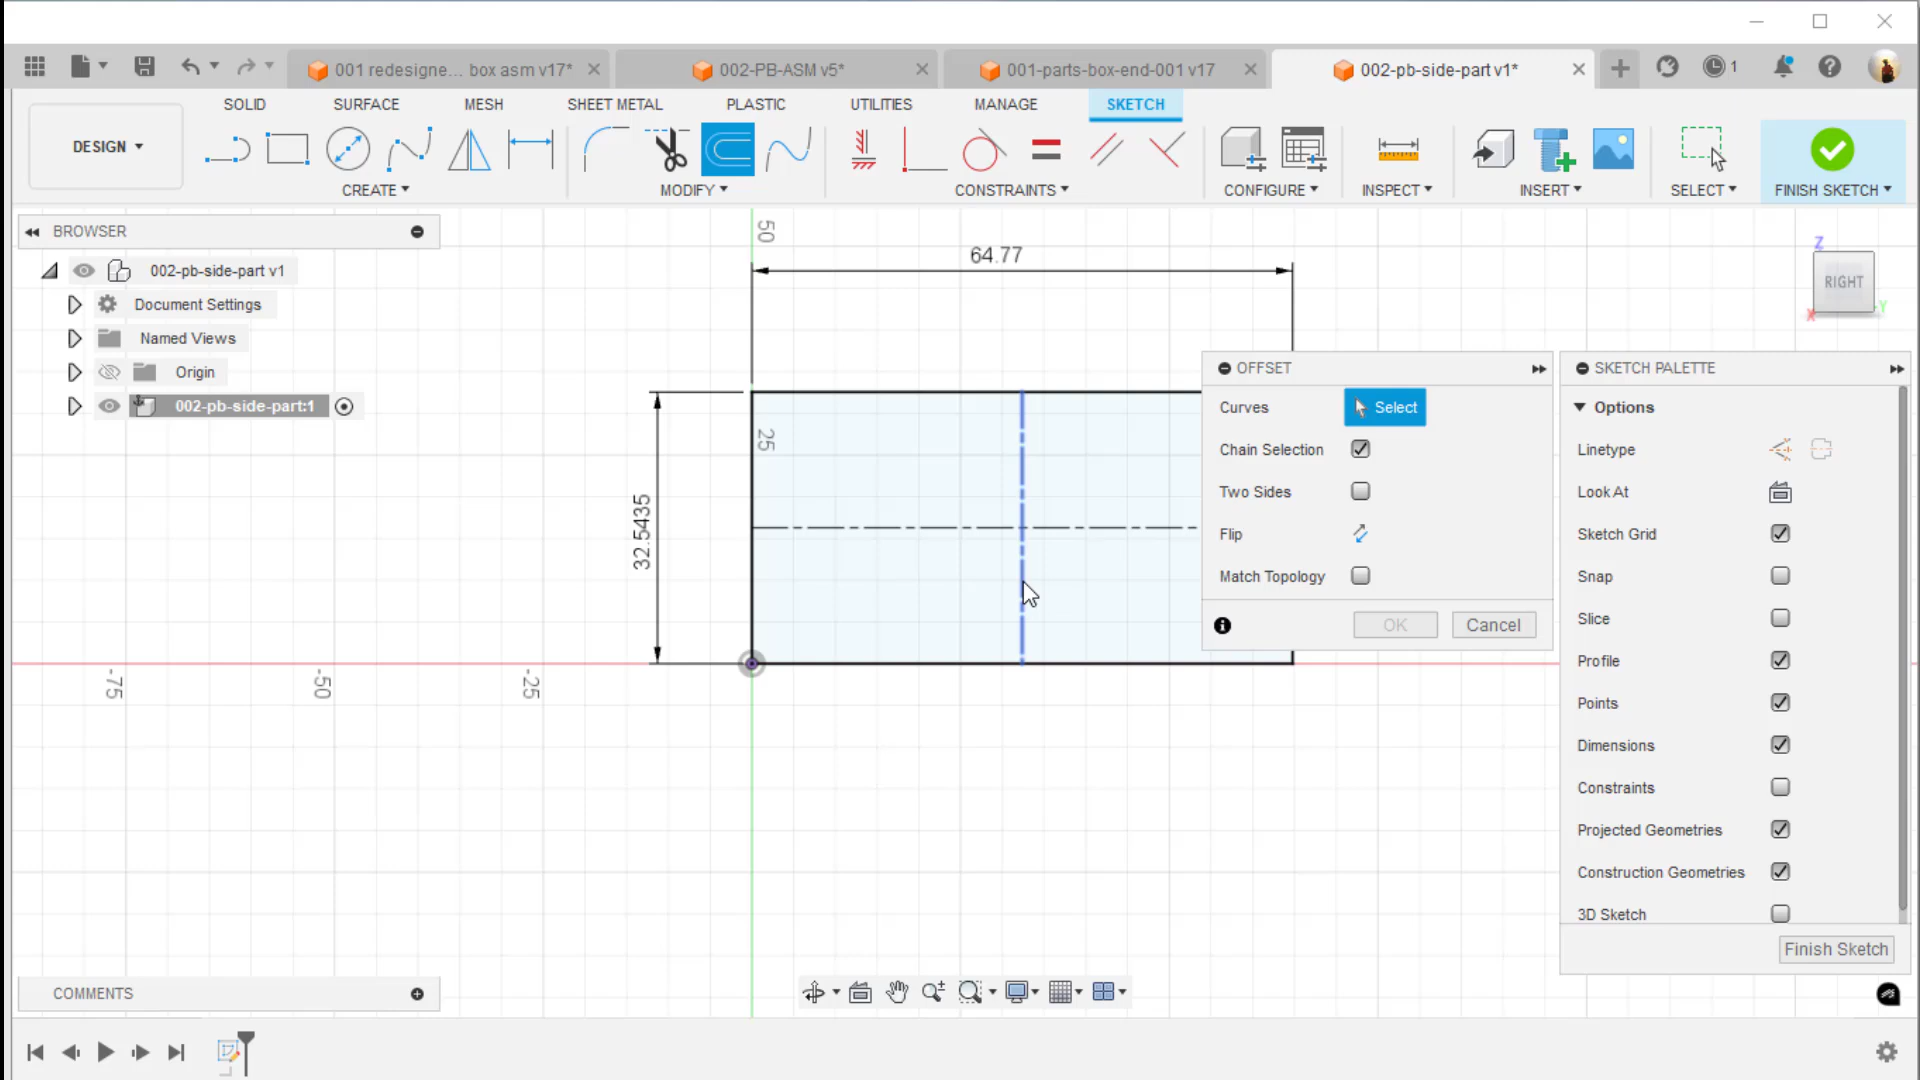 001 redesigne... box asm v17*
002-PB-ASM v5*
001-parts-box-end-001 v17
002-pb-side-part v1*
1
DESIGN
SOLID
SURFACE
MESH
SHEET METAL
PLASTIC
UTILITIES
MANAGE
SKETCH
CREATE
MODIFY
CONSTRAINTS
CONFIGURE
INSPECT
INSERT
SELECT
FINISH SKETCH
BROWSER
002-pb-side-part v1
Document Settings
Named Views
Origin
002-pb-side-part:1
50
64.77
25
32.5435
-75
-50
-25
Z
RIGHT
X
Y
OFFSET
Curves
Select
Chain Selection
Two Sides
Flip
Match Topology
OK
Cancel
SKETCH PALETTE
Options
Linetype
Look At
Sketch Grid
Snap
Slice
Profile
Points
Dimensions
Constraints
Projected Geometries
Construction Geometries
3D Sketch
Finish Sketch
COMMENTS